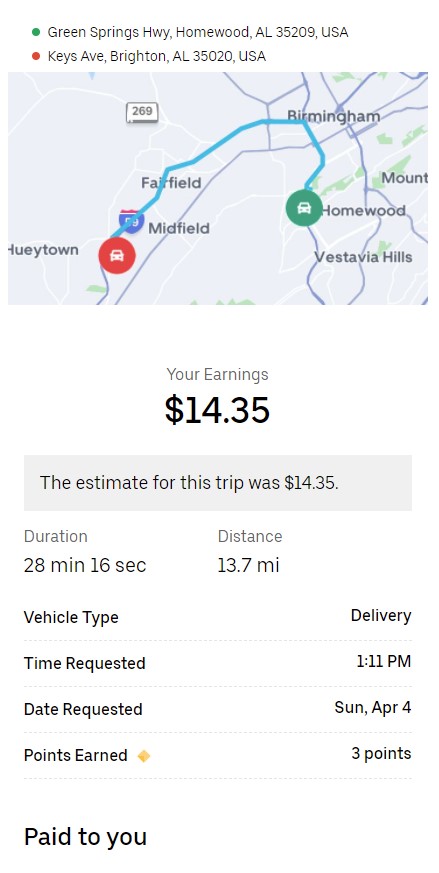 Green Springs Hwy, Homewood, AL 35209, USA
Keys Ave, Brighton, AL 35020, USA
269
Birmingham
Fairfield
Mount
Homewood
59
Midfield
Hueytown
Vestavia Hills
Your Earnings
$14.35
The estimate for this trip was $14.35.
Duration
Distance
28 min 16 sec
13.7 mi
Vehicle Type
Delivery
Time Requested
1:11 PM
Date Requested
Sun, Apr 4
Points Earned
3 points
Paid to you